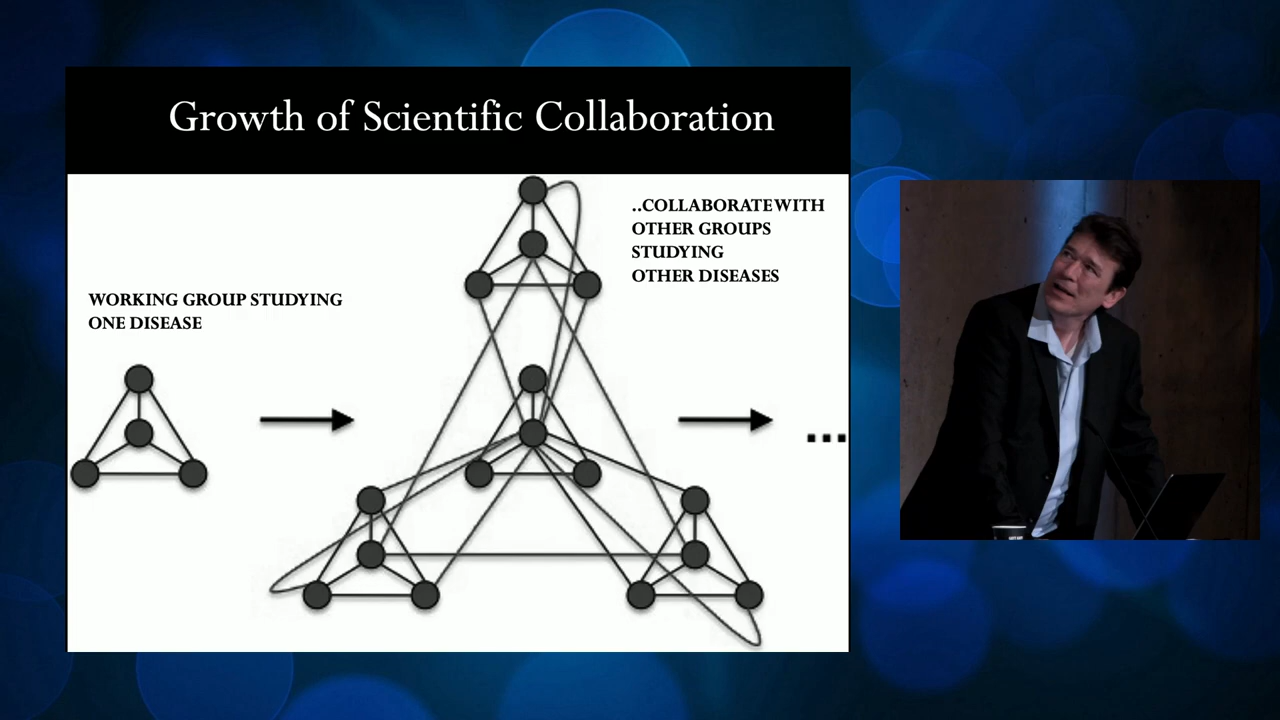 Growth of Scientific Collaboration
WORKING GROUP STUDYING
ONE DISEASE
..COLLABORATE WITH
OTHER GROUPS
STUDYING
OTHER DISEASES
...